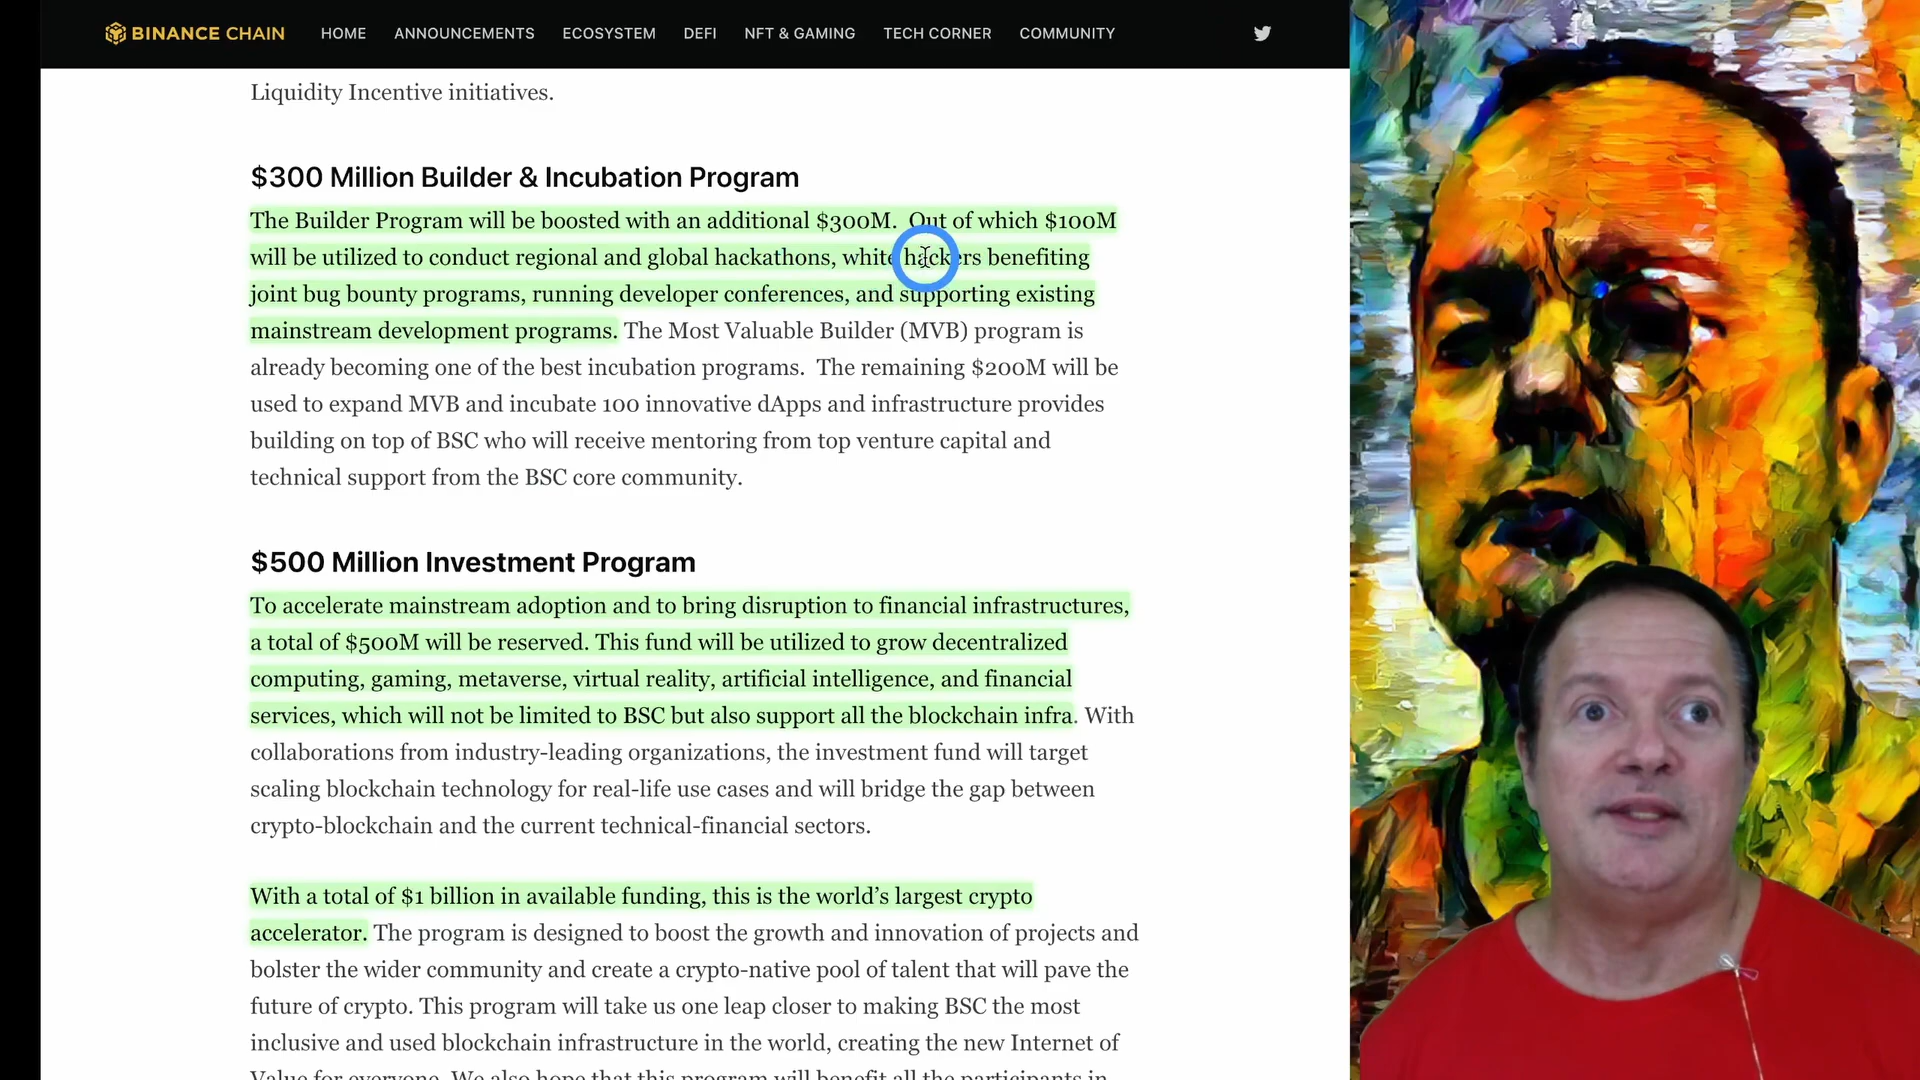 BINANCE CHAIN HOME ANNOUNCEMENTS ECOSYSTEM DEFI NFT & GAMING TECH CORNER COMMUNITY
Liquidity Incentive initiatives.
$300 Million Builder & Incubation Program
The Builder Program will be boosted with an additional $300M. Out of which $100M
will be utilized to conduct regional and global hackathons, white hackers benefiting
joint bug bounty programs, running developer conferences, and supporting existing
mainstream development programs. The Most Valuable Builder (MVB) program is
already becoming one of the best incubation programs. The remaining $200M will be
used to expand MVB and incubate 100 innovative dApps and infrastructure provides
building on top of BSC who will receive mentoring from top venture capital and
technical support from the BSC core community.
$500 Million Investment Program
To accelerate mainstream adoption and to bring disruption to financial infrastructures,
a total of $500M will be reserved. This fund will be utilized to grow decentralized
computing, gaming, metaverse, virtual reality, artificial intelligence, and financial
services, which will not be limited to BSC but also support all the blockchain infra. With
collaborations from industry-leading organizations, the investment fund will target
scaling blockchain technology for real-life use cases and will bridge the gap between
crypto-blockchain and the current technical-financial sectors.
With a total of $1 billion in available funding, this is the world’s largest crypto
accelerator. The program is designed to boost the growth and innovation of projects and
bolster the wider community and create a crypto-native pool of talent that will pave the
future of crypto. This program will take us one leap closer to making BSC the most
inclusive and used blockchain infrastructure in the world, creating the new Internet of
Value for everyone. We also hope that this program will benefit all the participants in